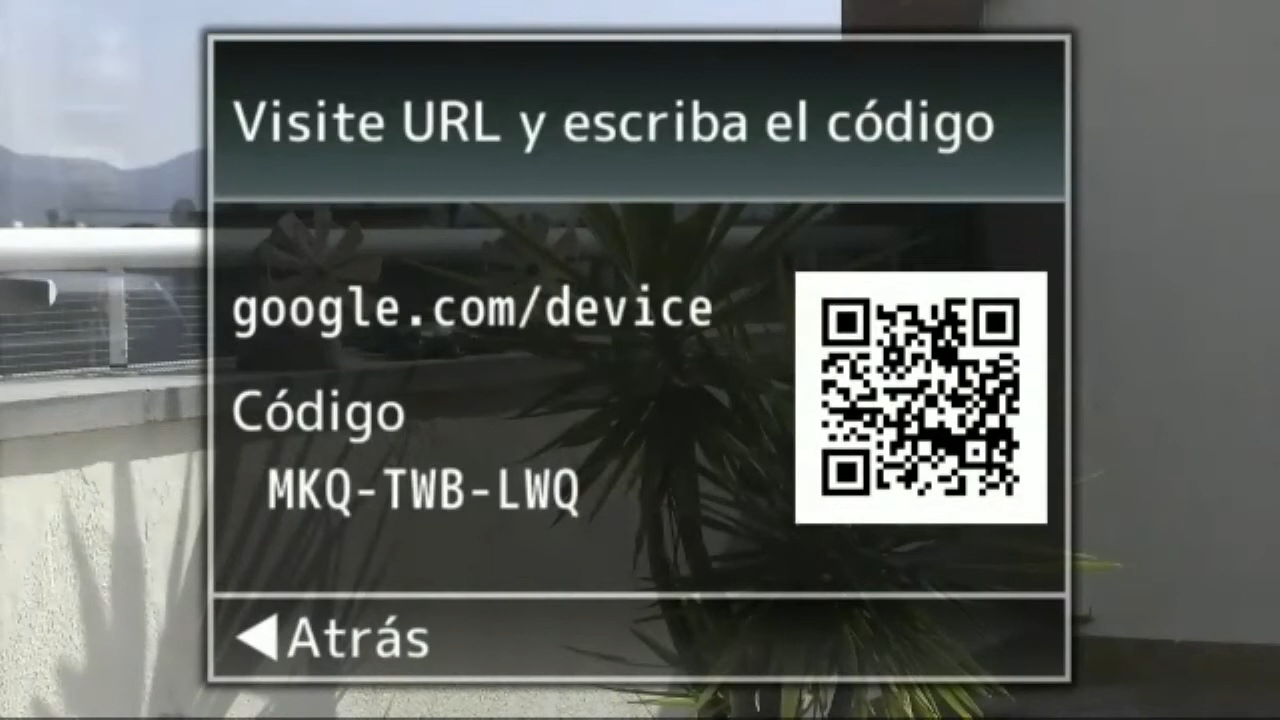 Visite URL y escriba el código
google.com/device
Código
MKQ-TWB-LWQ
◀Atrás